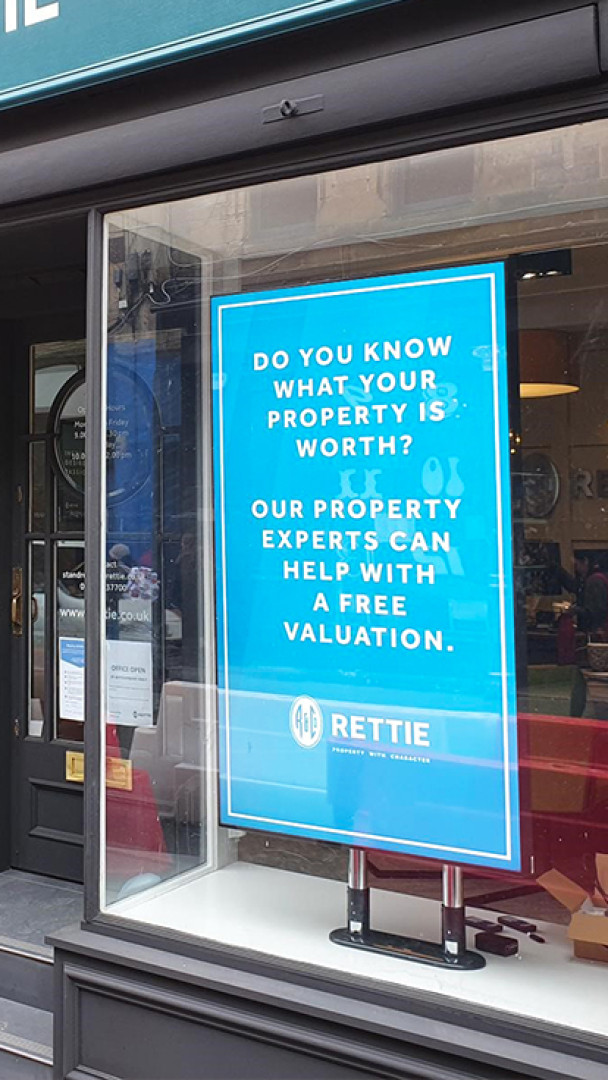 DO YOU KNOW
WHAT YOUR
PROPERTY IS
WORTH?
OUR PROPERTY
EXPERTS CAN
HELP WITH
A FREE
VALUATION.
RETTIE
PROPERTY WITH CHARACTER
OFFICE OPEN